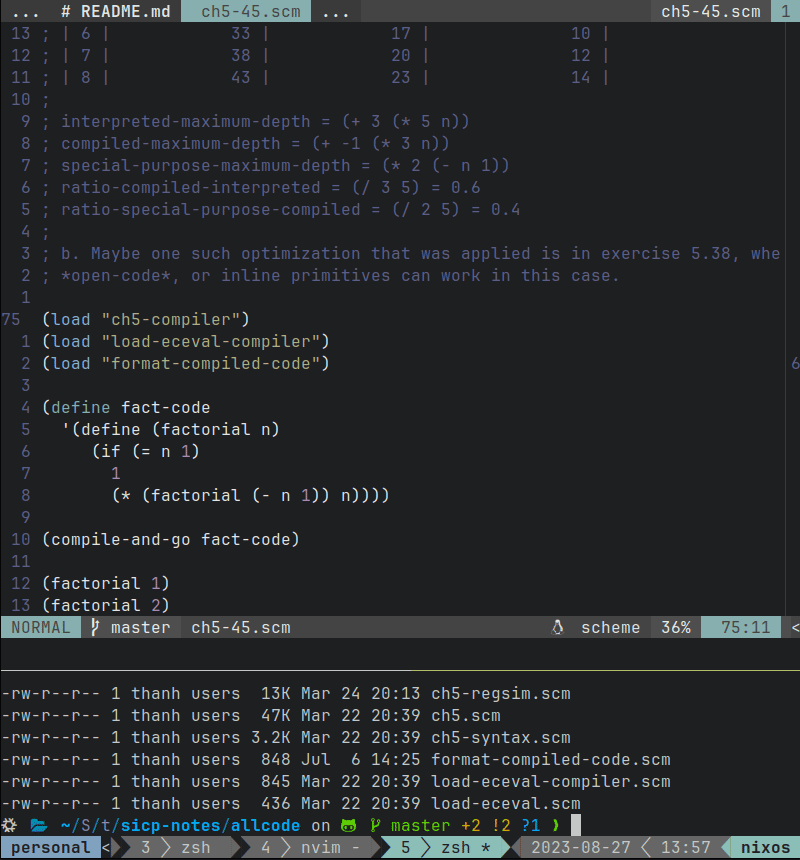 ... # README.md ch5-45.scm ... ch5-45.scm 1
13 ; | 6 | 33 | 17 | 10 |
12 ; | 7 | 38 | 20 | 12 |
11 ; | 8 | 43 | 23 | 14 |
10 ;
9 ; interpreted-maximum-depth = (+ 3 (* 5 n))
8 ; compiled-maximum-depth = (+ -1 (* 3 n))
7 ; special-purpose-maximum-depth = (* 2 (- n 1))
6 ; ratio-compiled-interpreted = (/ 3 5) = 0.6
5 ; ratio-special-purpose-compiled = (/ 2 5) = 0.4
4 ;
3 ; b. Maybe one such optimization that was applied is in exercise 5.38, whe
2 ; *open-code*, or inline primitives can work in this case.
1
75 (load "ch5-compiler")
1 (load "load-eceval-compiler")
2 (load "format-compiled-code") 6
3
4 (define fact-code
5 '(define (factorial n)
6 (if (= n 1)
7 1
8 (* (factorial (- n 1)) n))))
9
10 (compile-and-go fact-code)
11
12 (factorial 1)
13 (factorial 2)
NORMAL master ch5-45.scm scheme 36% 75:11 <
-rw-r--r-- 1 thanh users 13K Mar 24 20:13 ch5-regsim.scm
-rw-r--r-- 1 thanh users 47K Mar 22 20:39 ch5.scm
-rw-r--r-- 1 thanh users 3.2K Mar 22 20:39 ch5-syntax.scm
-rw-r--r-- 1 thanh users 848 Jul 6 14:25 format-compiled-code.scm
-rw-r--r-- 1 thanh users 845 Mar 22 20:39 load-eceval-compiler.scm
-rw-r--r-- 1 thanh users 436 Mar 22 20:39 load-eceval.scm
~/S/t/sicp-notes/allcode on master +2 !2 ?1 ❯
personal < 3 zsh 4 nvim - 5 zsh * 2023-08-27 13:57 nixos